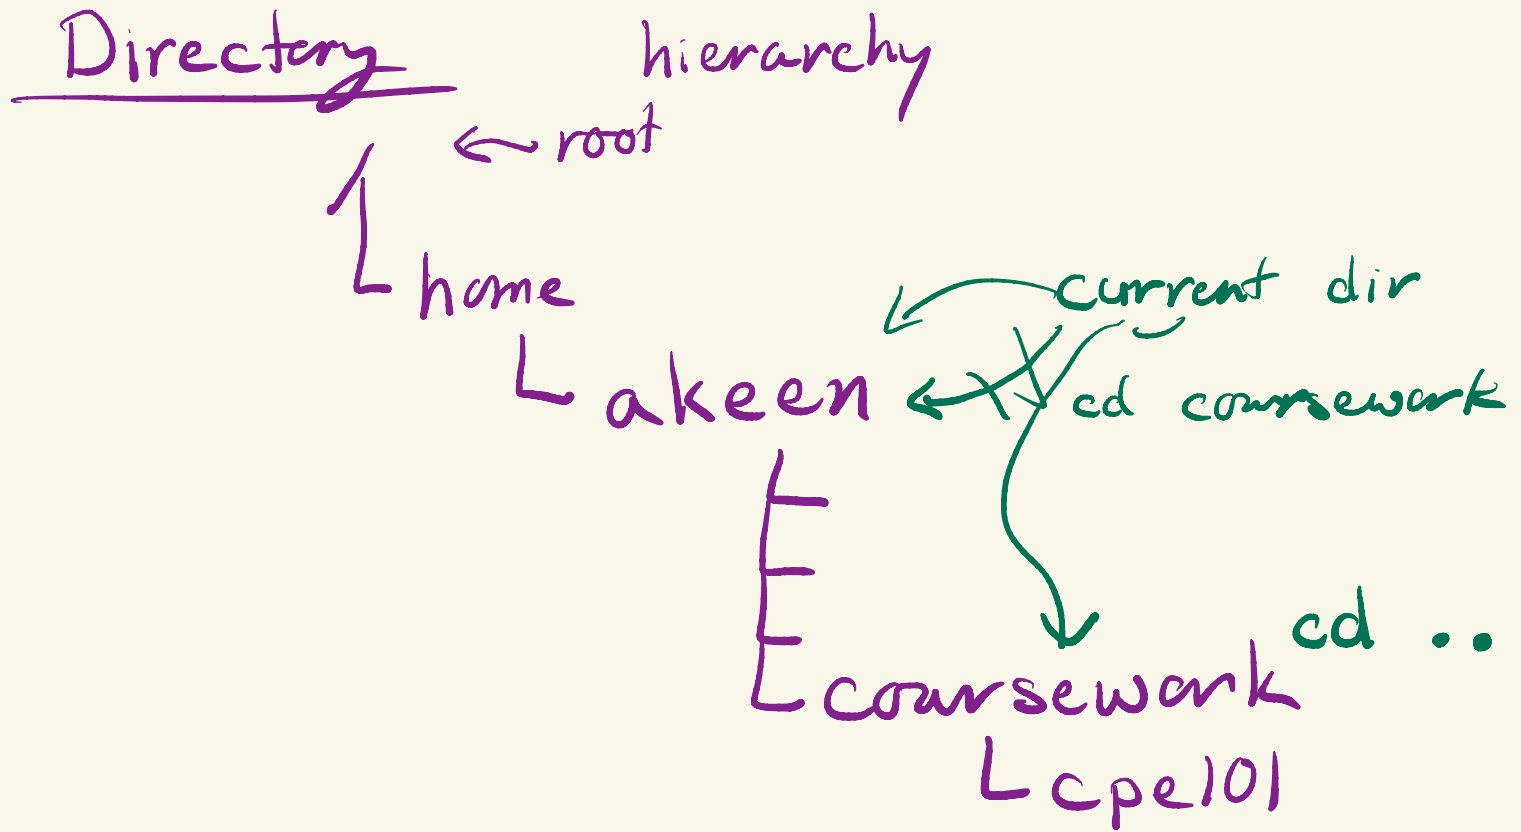 Directory hierarchy
/ ← root
home
current dir
akeen
cd coursework
cd ..
coursework
cpe101